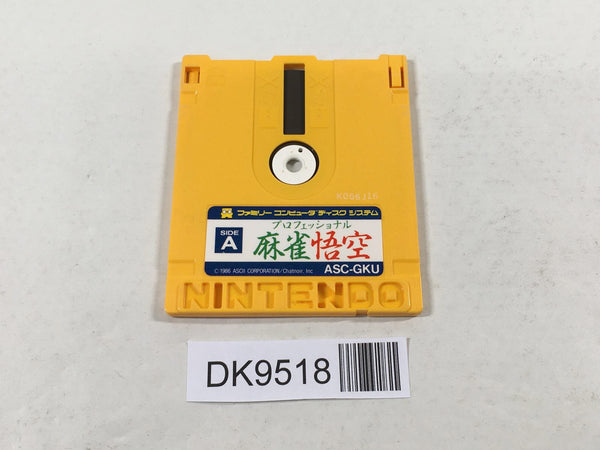 K006J16
ファミリー コンピュータ ディスク システム
SIDE
A
プロフェッショナル
麻雀悟空
© 1986 ASCII CORPORATION/Chatnoir, Inc
ASC-GKU
NINTENDO
DK9518